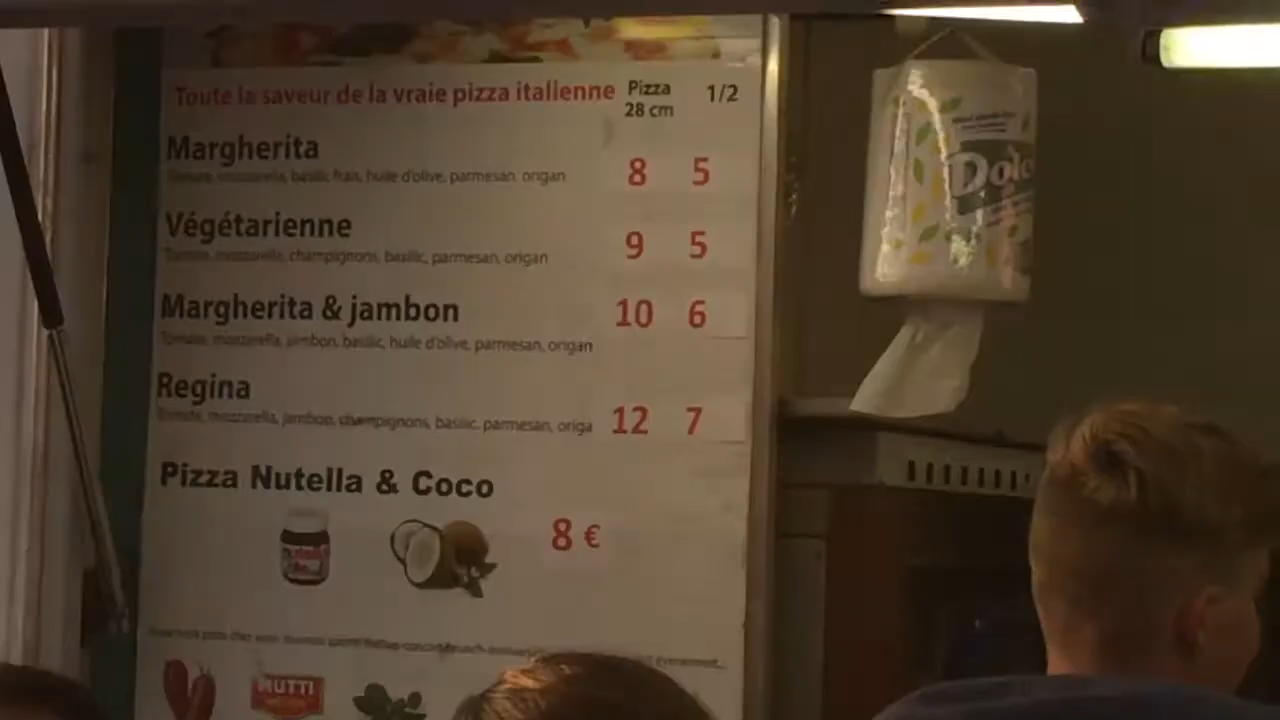 Toute la saveur de la vraie pizza italienne Pizza 28 cm 1/2
Margherita
Tomate, mozzarella, basilic frais, huile d'olive, parmesan, origan
8 5
Végétarienne
Tomate, mozzarella, champignons, basilic, parmesan, origan
9 5
Margherita & jambon
10 6
Tomate, mozzarella, jambon, basilic, huile d'olive, parmesan, origan
Regina
Tomate, mozzarella, jambon, champignons, basilic, parmesan, origa
12 7
Pizza Nutella & Coco
8 €
MUTTI